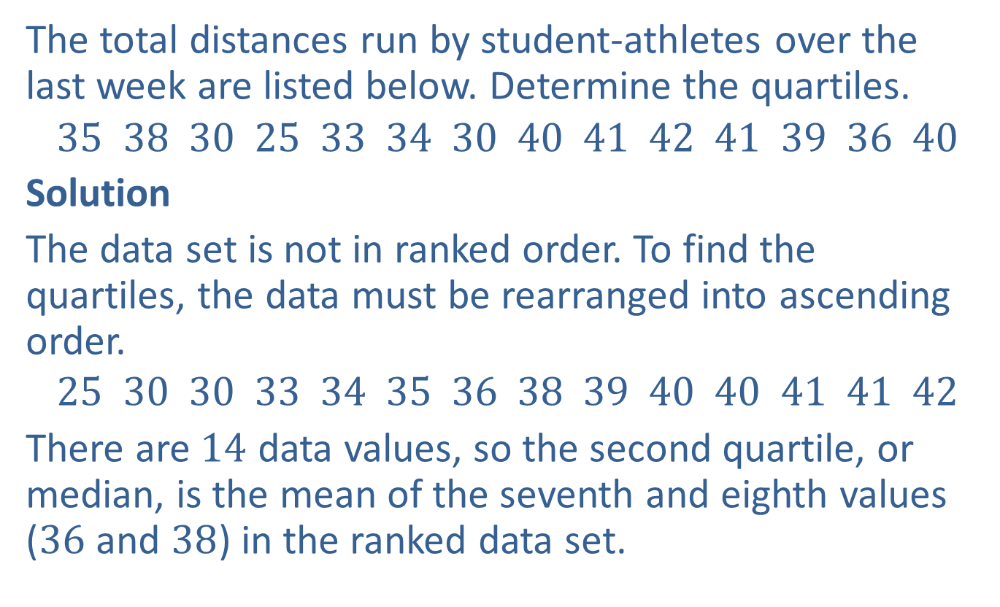 The total distances run by student-athletes over the
last week are listed below. Determine the quartiles.
35 38 30 25 33 34 30 40 41 42 41 39 36 40
Solution
The data set is not in ranked order. To find the
quartiles, the data must be rearranged into ascending
order.
25 30 30 33 34 35 36 38 39 40 40 41 41 42
There are 14 data values, so the second quartile, or
median, is the mean of the seventh and eighth values
(36 and 38) in the ranked data set.